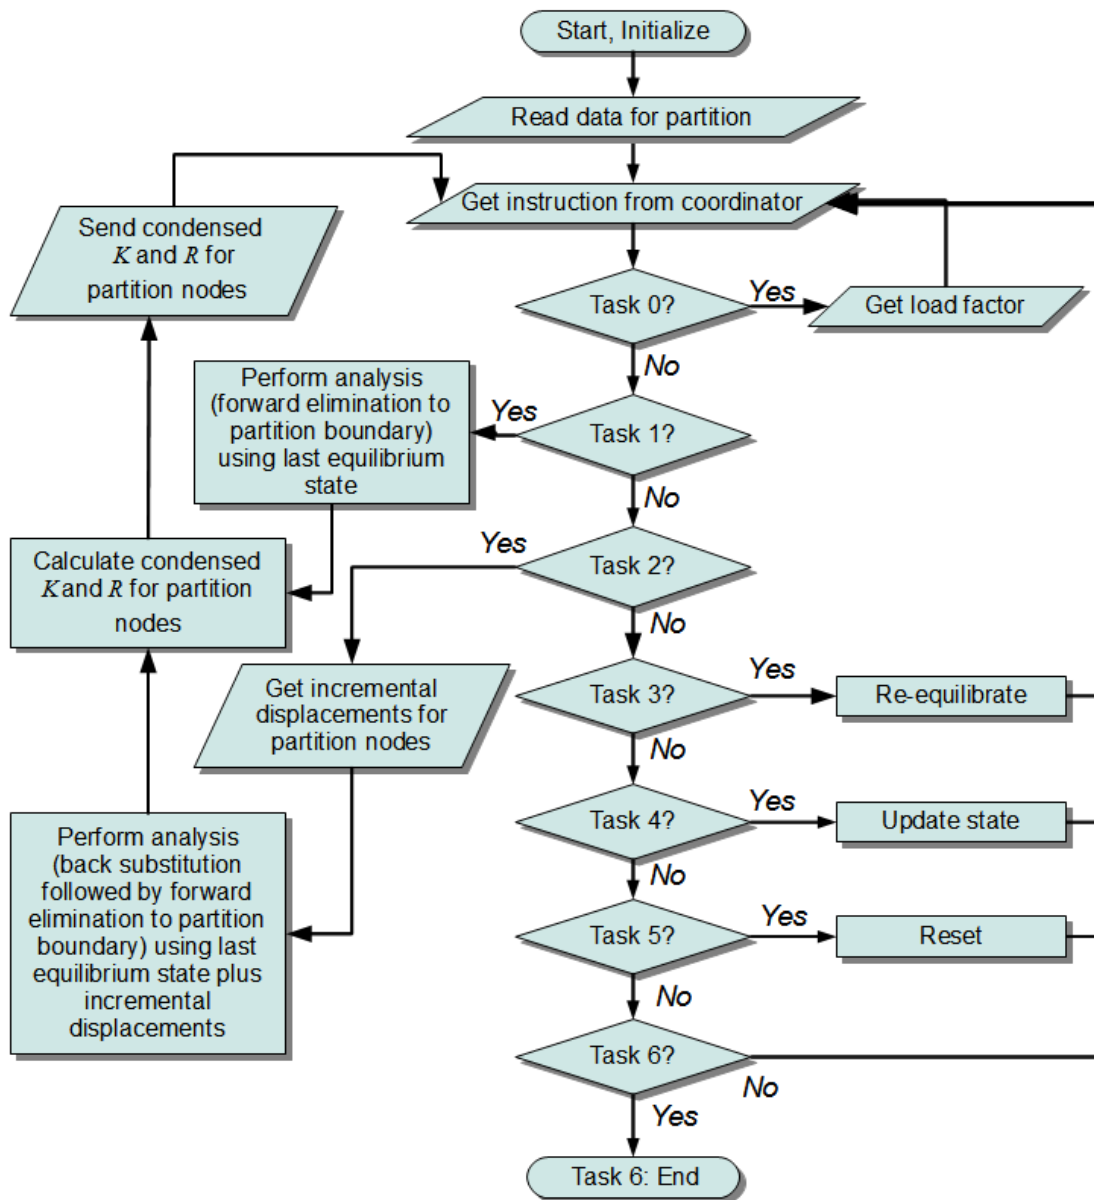 Start, Initialize
Read data for partition
Get instruction from coordinator
Send condensed
K and R for
partition nodes
Task 0?
Yes
Get load factor
No
Perform analysis
(forward elimination to
partition boundary)
using last equilibrium
state
Yes
Task 1?
No
Calculate condensed
K and R for partition
nodes
Yes
Task 2?
No
Get incremental
displacements for
partition nodes
Task 3?
Yes
Re-equilibrate
No
Perform analysis
(back substitution
followed by forward
elimination to partition
boundary) using last
equilibrium state plus
incremental
displacements
Task 4?
Yes
Update state
No
Task 5?
Yes
Reset
No
Task 6?
No
Yes
Task 6: End